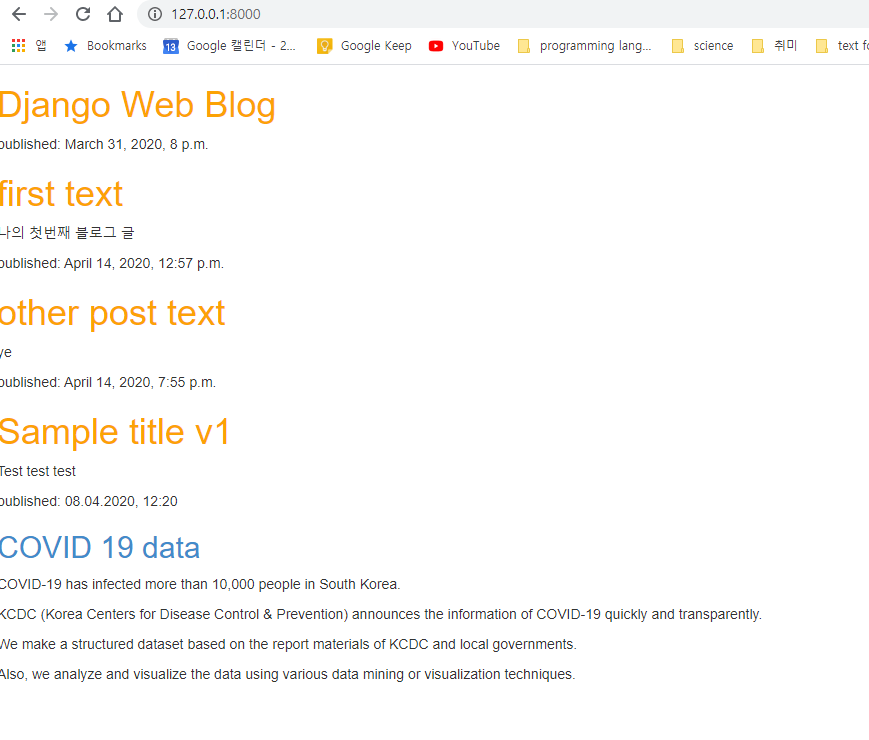 127.0.0.1:8000
앱 Bookmarks 13 Google 캘린더 - 2... Google Keep YouTube programming lang... science 취미 text fo
Django Web Blog
published: March 31, 2020, 8 p.m.
first text
나의 첫번째 블로그 글
published: April 14, 2020, 12:57 p.m.
other post text
ye
published: April 14, 2020, 7:55 p.m.
Sample title v1
Test test test
published: 08.04.2020, 12:20
COVID 19 data
COVID-19 has infected more than 10,000 people in South Korea.
KCDC (Korea Centers for Disease Control & Prevention) announces the information of COVID-19 quickly and transparently.
We make a structured dataset based on the report materials of KCDC and local governments.
Also, we analyze and visualize the data using various data mining or visualization techniques.